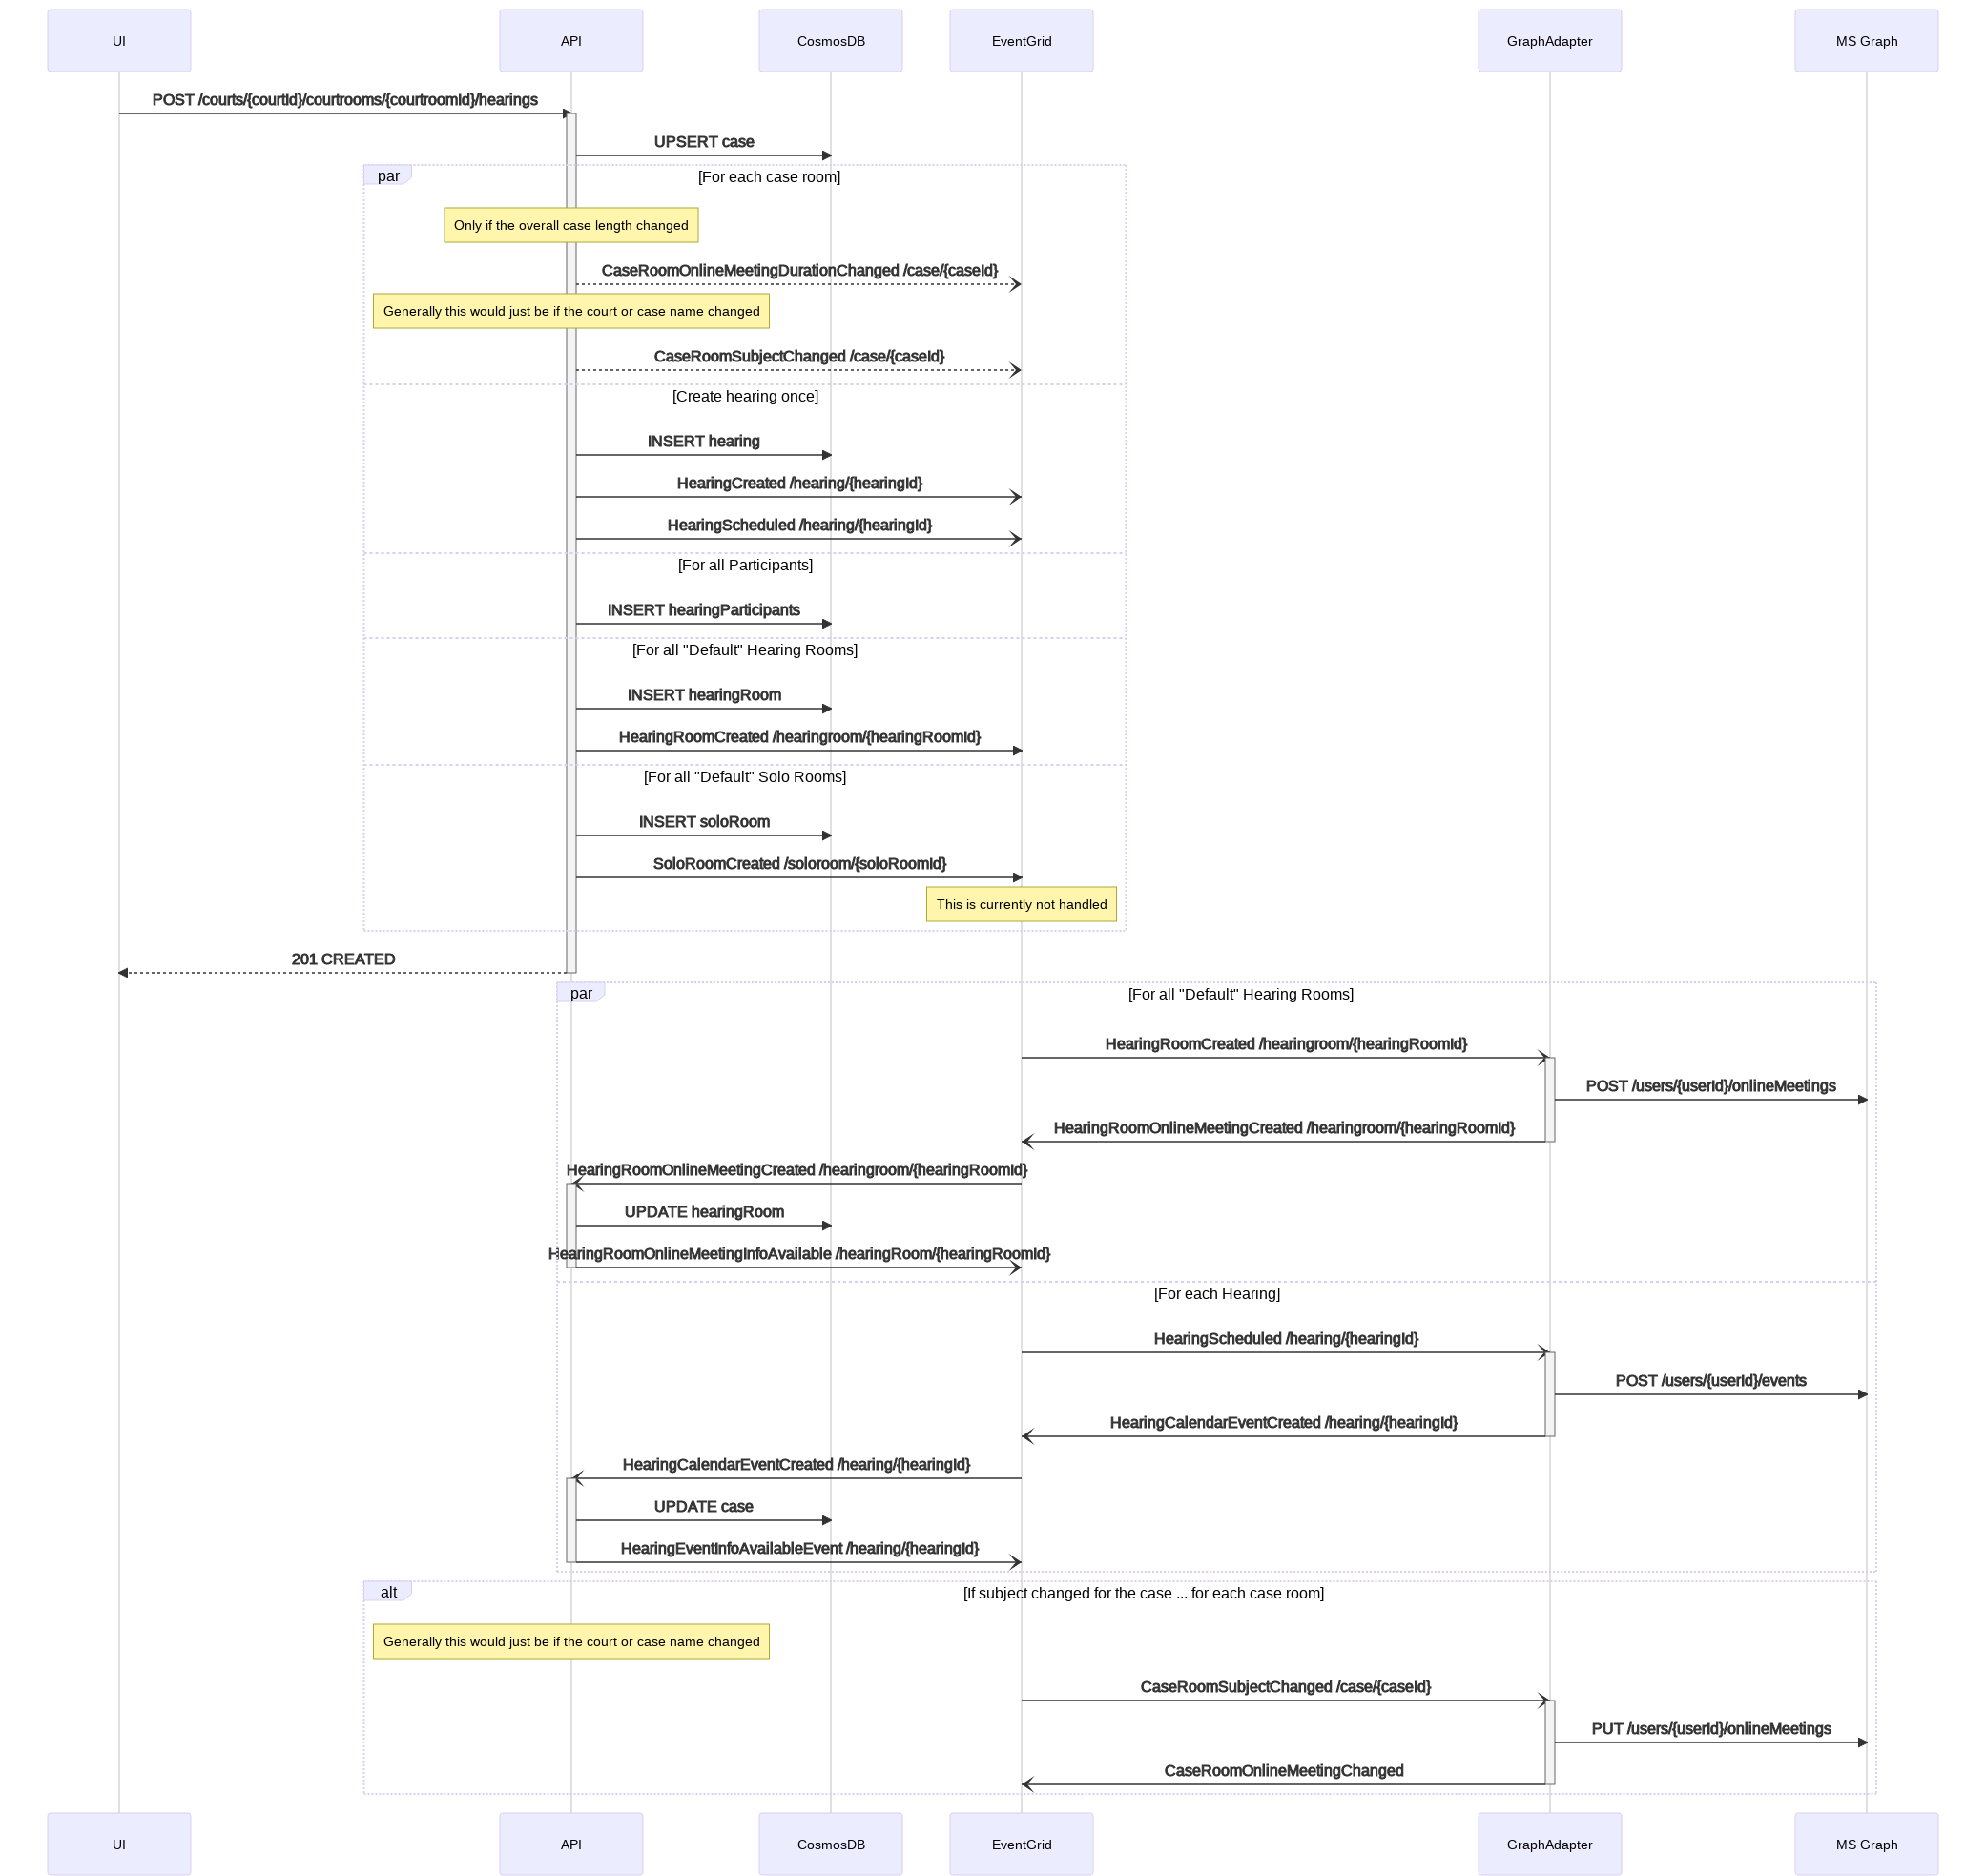 UI
API
CosmosDB
EventGrid
GraphAdapter
MS Graph
POST /courts/{courtId}/courtrooms/{courtroomId}/hearings
UPSERT case
par
[For each case room]
Only if the overall case length changed
CaseRoomOnlineMeetingDurationChanged /case/{caseId}
Generally this would just be if the court or case name changed
CaseRoomSubjectChanged /case/{caseId}
[Create hearing once]
INSERT hearing
HearingCreated /hearing/{hearingId}
HearingScheduled /hearing/{hearingId}
[For all Participants]
INSERT hearingParticipants
[For all "Default" Hearing Rooms]
INSERT hearingRoom
HearingRoomCreated /hearingroom/{hearingRoomId}
[For all "Default" Solo Rooms]
INSERT soloRoom
SoloRoomCreated /soloroom/{soloRoomId}
This is currently not handled
201 CREATED
par
[For all "Default" Hearing Rooms]
HearingRoomCreated /hearingroom/{hearingRoomId}
POST /users/{userId}/onlineMeetings
HearingRoomOnlineMeetingCreated /hearingroom/{hearingRoomId}
HearingRoomOnlineMeetingCreated /hearingroom/{hearingRoomId}
UPDATE hearingRoom
HearingRoomOnlineMeetingInfoAvailable /hearingRoom/{hearingRoomId}
[For each Hearing]
HearingScheduled /hearing/{hearingId}
POST /users/{userId}/events
HearingCalendarEventCreated /hearing/{hearingId}
HearingCalendarEventCreated /hearing/{hearingId}
UPDATE case
HearingEventInfoAvailableEvent /hearing/{hearingId}
alt
[If subject changed for the case ... for each case room]
Generally this would just be if the court or case name changed
CaseRoomSubjectChanged /case/{caseId}
PUT /users/{userId}/onlineMeetings
CaseRoomOnlineMeetingChanged
UI
API
CosmosDB
EventGrid
GraphAdapter
MS Graph